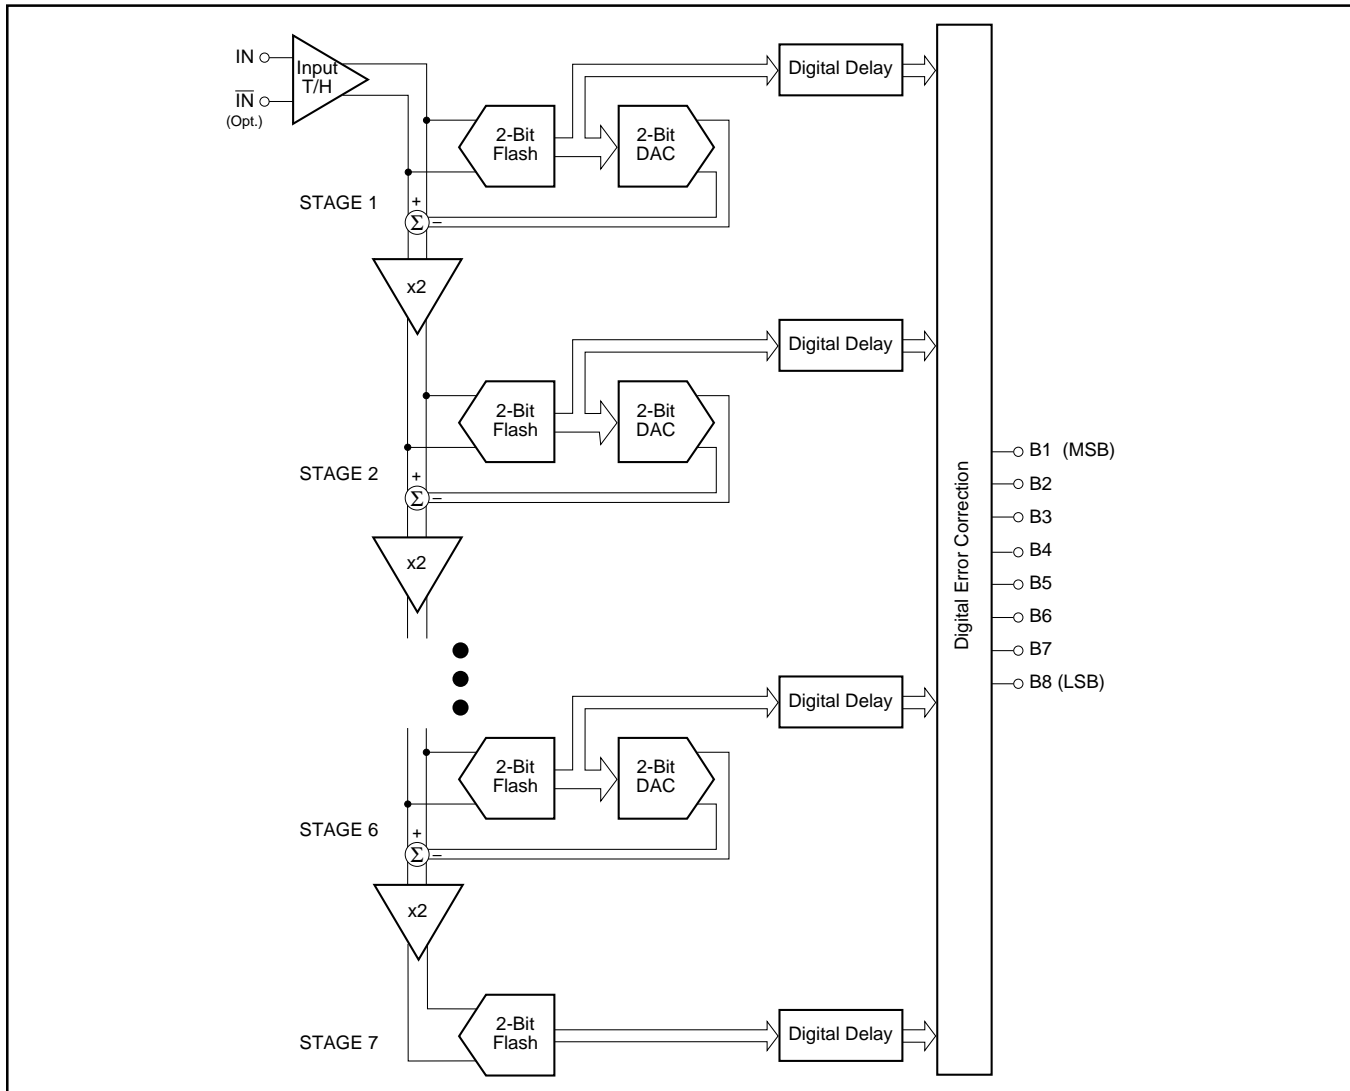 IN
Input
T/H
IN
(Opt.)
2-Bit
Flash
2-Bit
DAC
Digital Delay
STAGE 1
+
Σ
–
x2
2-Bit
Flash
2-Bit
DAC
Digital Delay
STAGE 2
+
Σ
–
x2
2-Bit
Flash
2-Bit
DAC
Digital Delay
STAGE 6
+
Σ
–
x2
2-Bit
Flash
Digital Delay
STAGE 7
Digital Error Correction
B1 (MSB)
B2
B3
B4
B5
B6
B7
B8 (LSB)